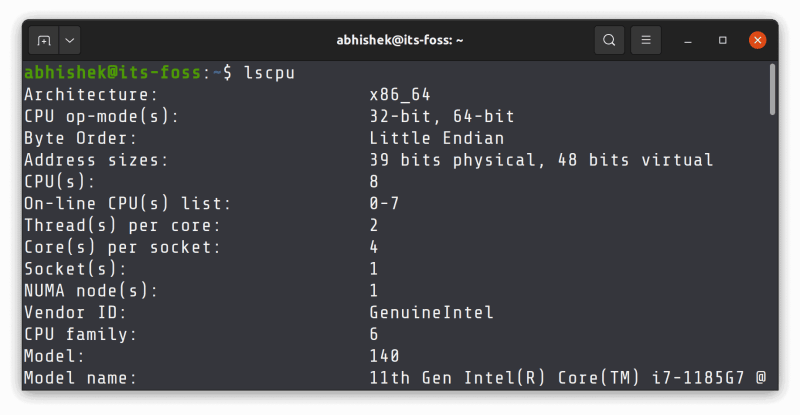 abhishek@its-foss: ~
abhishek@its-foss:~$ lscpu
Architecture: x86_64
CPU op-mode(s): 32-bit, 64-bit
Byte Order: Little Endian
Address sizes: 39 bits physical, 48 bits virtual
CPU(s): 8
On-line CPU(s) list: 0-7
Thread(s) per core: 2
Core(s) per socket: 4
Socket(s): 1
NUMA node(s): 1
Vendor ID: GenuineIntel
CPU family: 6
Model: 140
Model name: 11th Gen Intel(R) Core(TM) i7-1185G7 @